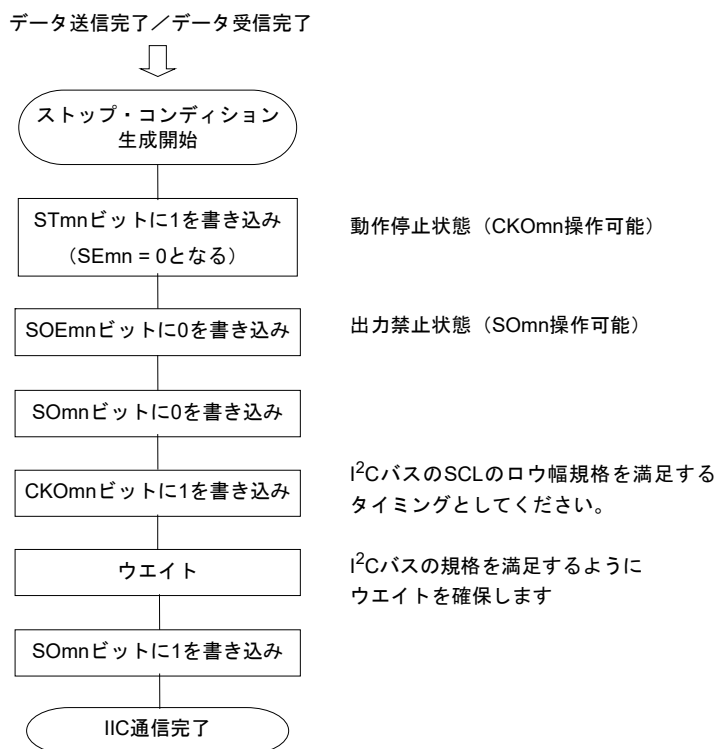 データ送信完了／データ受信完了
ストップ・コンディション
生成開始
STmnビットに1を書き込み
（SEmn = 0となる）
動作停止状態（CKOmn操作可能）
SOEmnビットに0を書き込み
出力禁止状態（SOmn操作可能）
SOmnビットに0を書き込み
CKOmnビットに1を書き込み
I²CバスのSCLのロウ幅規格を満足する
タイミングとしてください。
ウエイト
I²Cバスの規格を満足するように
ウエイトを確保します
SOmnビットに1を書き込み
IIC通信完了